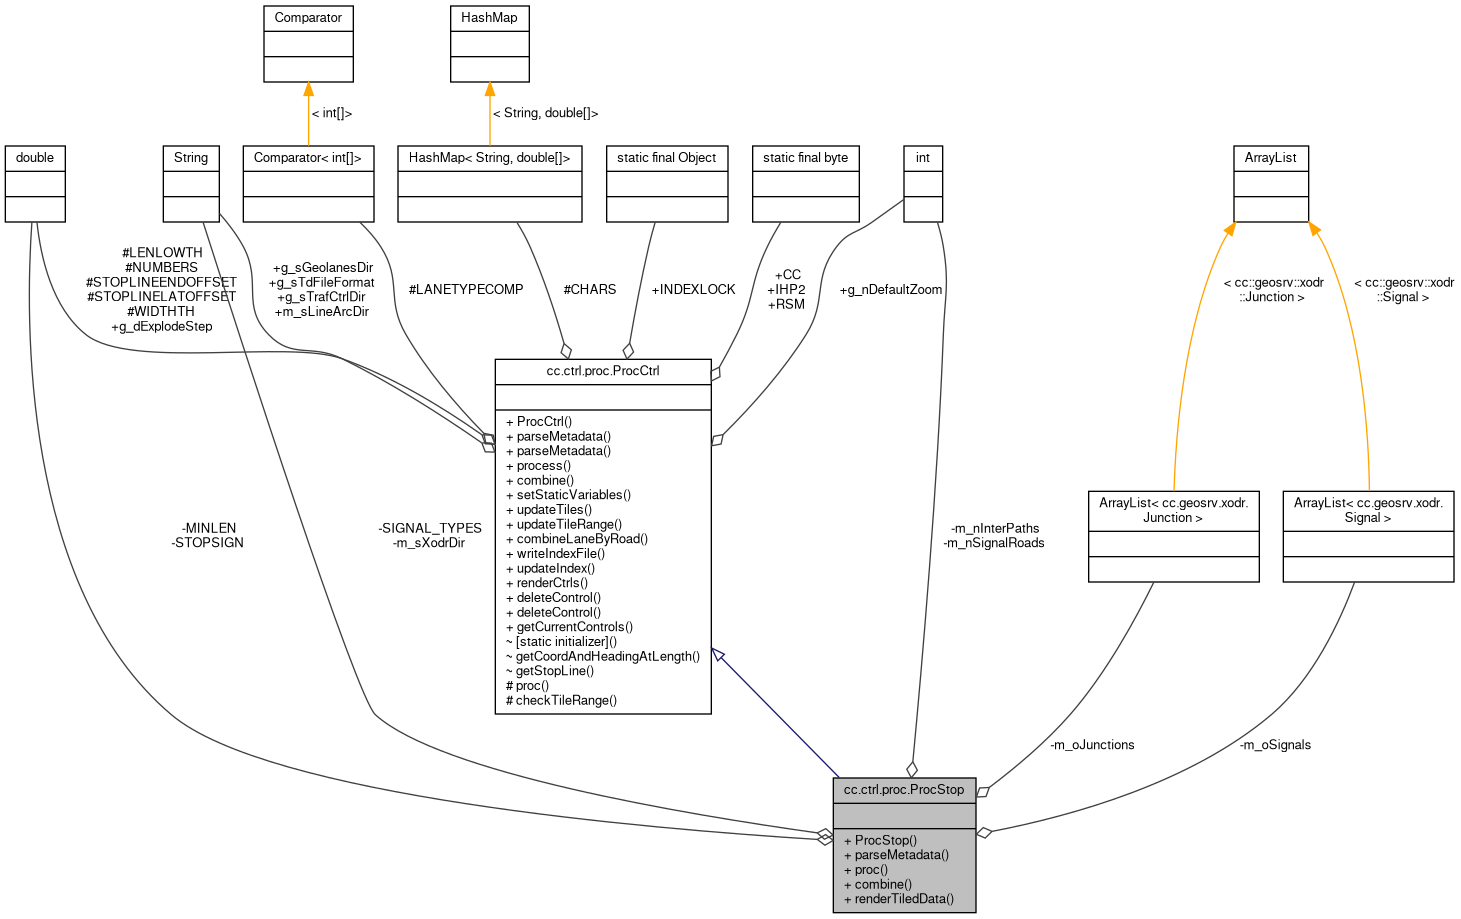 Comparator
HashMap
< int[]>
< String, double[]>
double
String
Comparator< int[]>
HashMap< String, double[]>
static final Object
static final byte
int
ArrayList
#LENLOWTH
#NUMBERS
#STOPLINEENDOFFSET
#STOPLINELATOFFSET
#WIDTHTH
+g_dExplodeStep
+g_sGeolanesDir
+g_sTdFileFormat
+g_sTrafCtrlDir
+m_sLineArcDir
#LANETYPECOMP
#CHARS
+INDEXLOCK
+CC
+IHP2
+RSM
+g_nDefaultZoom
< cc::geosrv::xodr
::Junction >
< cc::geosrv::xodr
::Signal >
cc.ctrl.proc.ProcCtrl
+ ProcCtrl()
+ parseMetadata()
+ parseMetadata()
+ process()
+ combine()
+ setStaticVariables()
+ updateTiles()
+ updateTileRange()
+ combineLaneByRoad()
+ writeIndexFile()
+ updateIndex()
+ renderCtrls()
+ deleteControl()
+ deleteControl()
+ getCurrentControls()
~ [static initializer]()
~ getCoordAndHeadingAtLength()
~ getStopLine()
# proc()
# checkTileRange()
-MINLEN
-STOPSIGN
-SIGNAL_TYPES
-m_sXodrDir
-m_nInterPaths
-m_nSignalRoads
ArrayList< cc.geosrv.xodr.
Junction >
ArrayList< cc.geosrv.xodr.
Signal >
-m_oJunctions
-m_oSignals
cc.ctrl.proc.ProcStop
+ ProcStop()
+ parseMetadata()
+ proc()
+ combine()
+ renderTiledData()